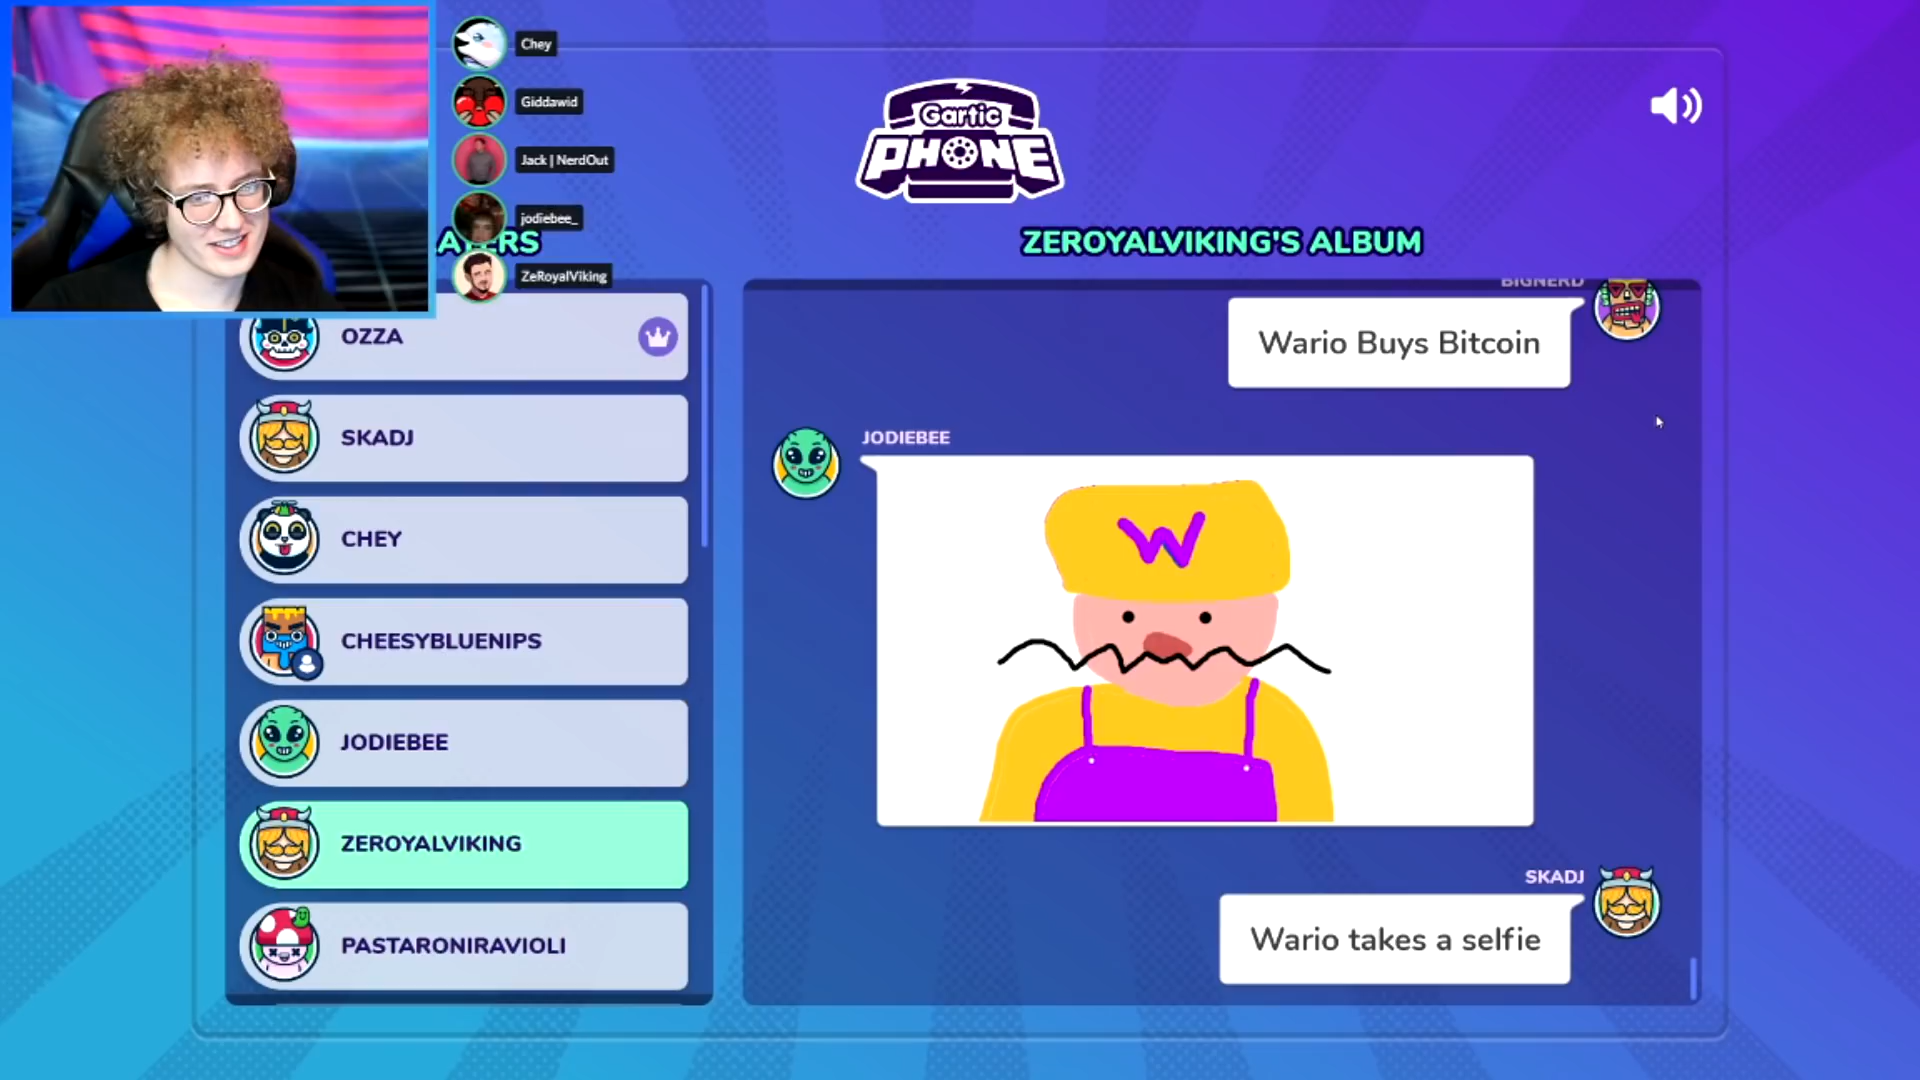 Chey
Giddawid
Jack | NerdOut
jodiebee_
ZeRoyalViking
Gartic
PHONE
ZEROYALVIKING'S ALBUM
OZZA
SKADJ
CHEY
CHEESYBLUENIPS
JODIEBEE
ZEROYALVIKING
PASTARONIRAVIOLI
BIGNERD
Wario Buys Bitcoin
JODIEBEE
W
SKADJ
Wario takes a selfie